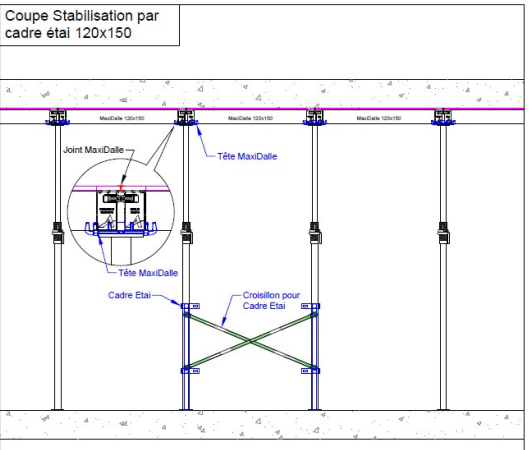 Coupe Stabilisation par
cadre étai 120x150
MaxiDalle 120x150
MaxiDalle 120x150
MaxiDalle 120x150
Joint MaxiDalle
Tête MaxiDalle
Tête MaxiDalle
Cadre Etai
Croisillon pour
Cadre Etai